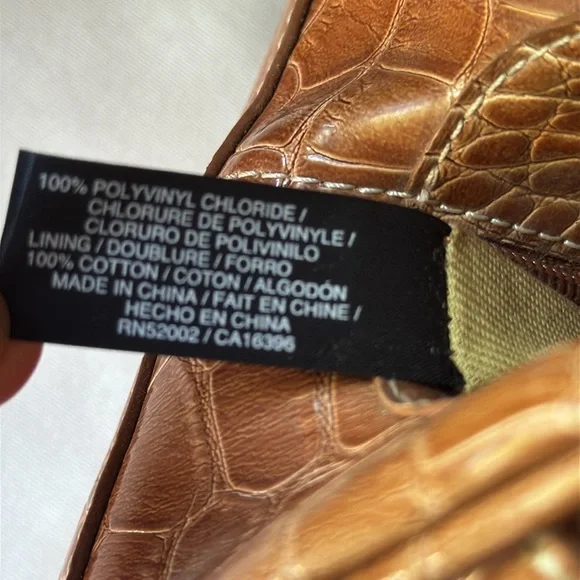 100% POLYVINYL CHLORIDE /
CHLORURE DE POLYVINYLE /
CLORURO DE POLIVINILO
LINING / DOUBLURE / FORRO
100% COTTON / COTON / ALGODÓN
MADE IN CHINA / FAIT EN CHINE /
HECHO EN CHINA
RN52002 / CA16396